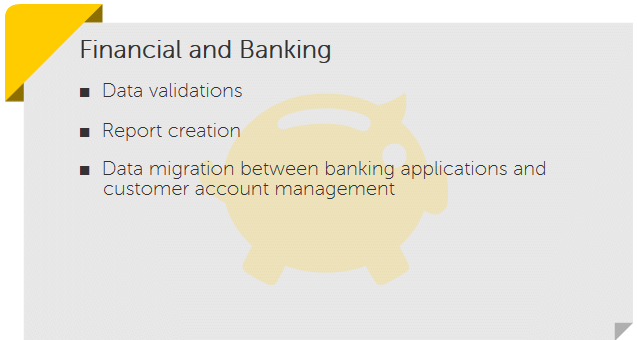 Financial and Banking
■ Data validations
■ Report creation
■ Data migration between banking applications and
customer account management